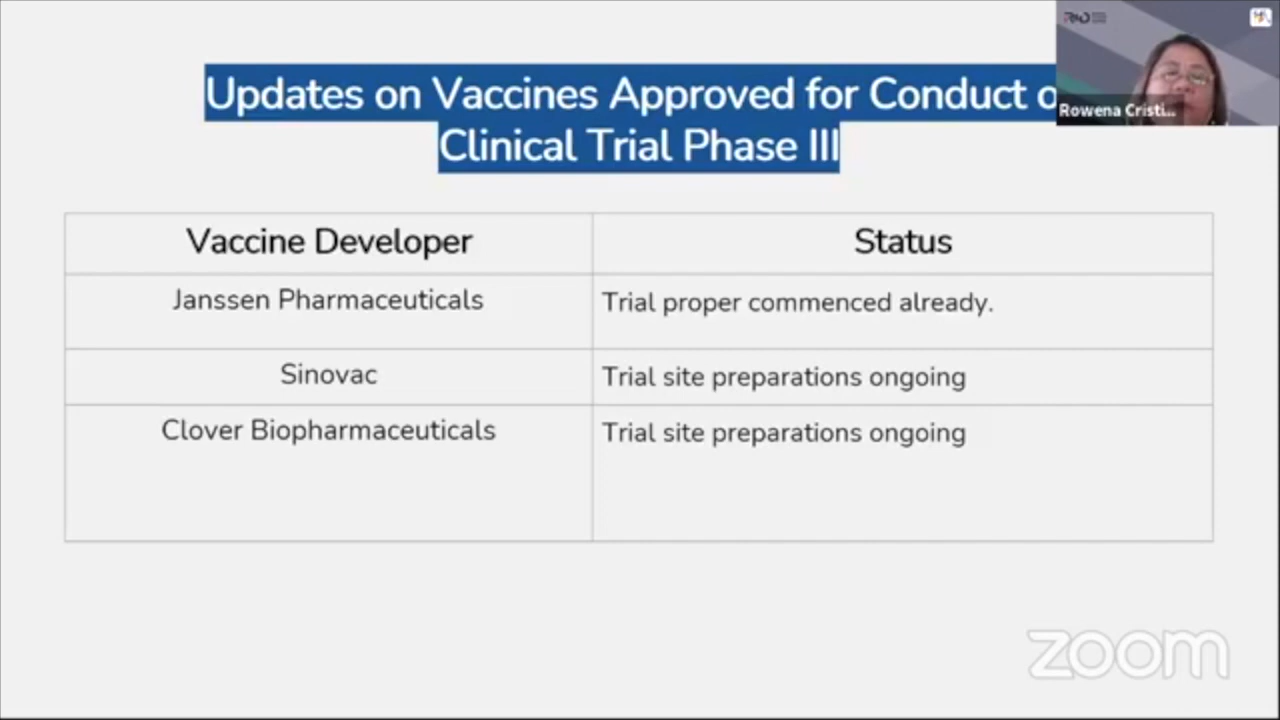 Updates on Vaccines Approved for Conduct o
Clinical Trial Phase III
Rowena Cristi...
Vaccine Developer
Status
Janssen Pharmaceuticals
Trial proper commenced already.
Sinovac
Trial site preparations ongoing
Clover Biopharmaceuticals
Trial site preparations ongoing
zoom